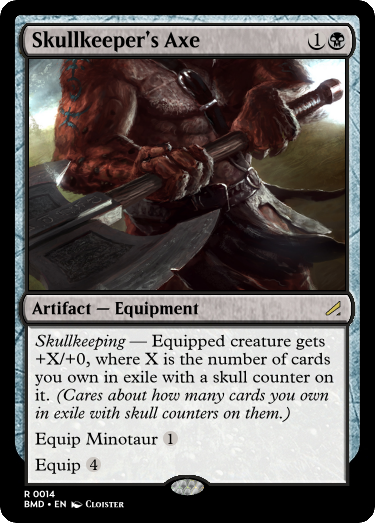 Skullkeeper's Axe 1
Artifact — Equipment
Skullkeeping — Equipped creature gets
+X/+0, where X is the number of cards
you own in exile with a skull counter on
it. (Cares about how many cards you own
in exile with skull counters on them.)
Equip Minotaur 1
Equip 4
R 0014
BMD • EN Cloister